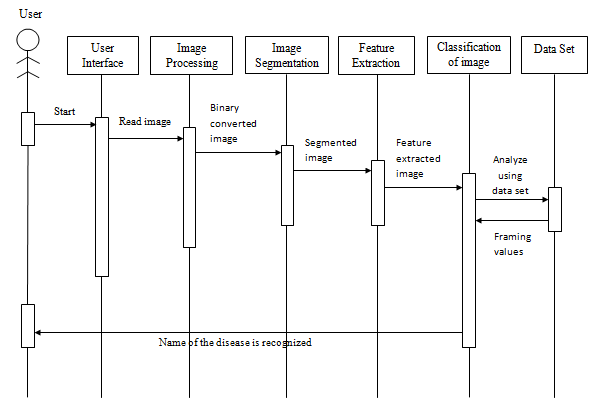 User
User
Interface
Image
Processing
Image
Segmentation
Feature
Extraction
Classification
of image
Data Set
Start
Read image
Binary
converted
image
Segmented
image
Feature
extracted
image
Analyze
using
data set
Framing
values
Name of the disease is recognized